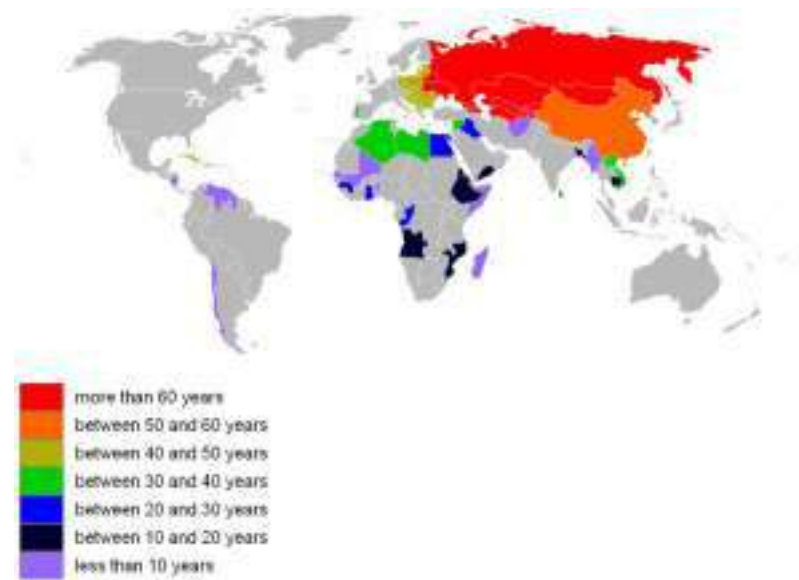 more than 60 years
between 50 and 60 years
between 40 and 50 years
between 30 and 40 years
between 20 and 30 years
between 10 and 20 years
less than 10 years